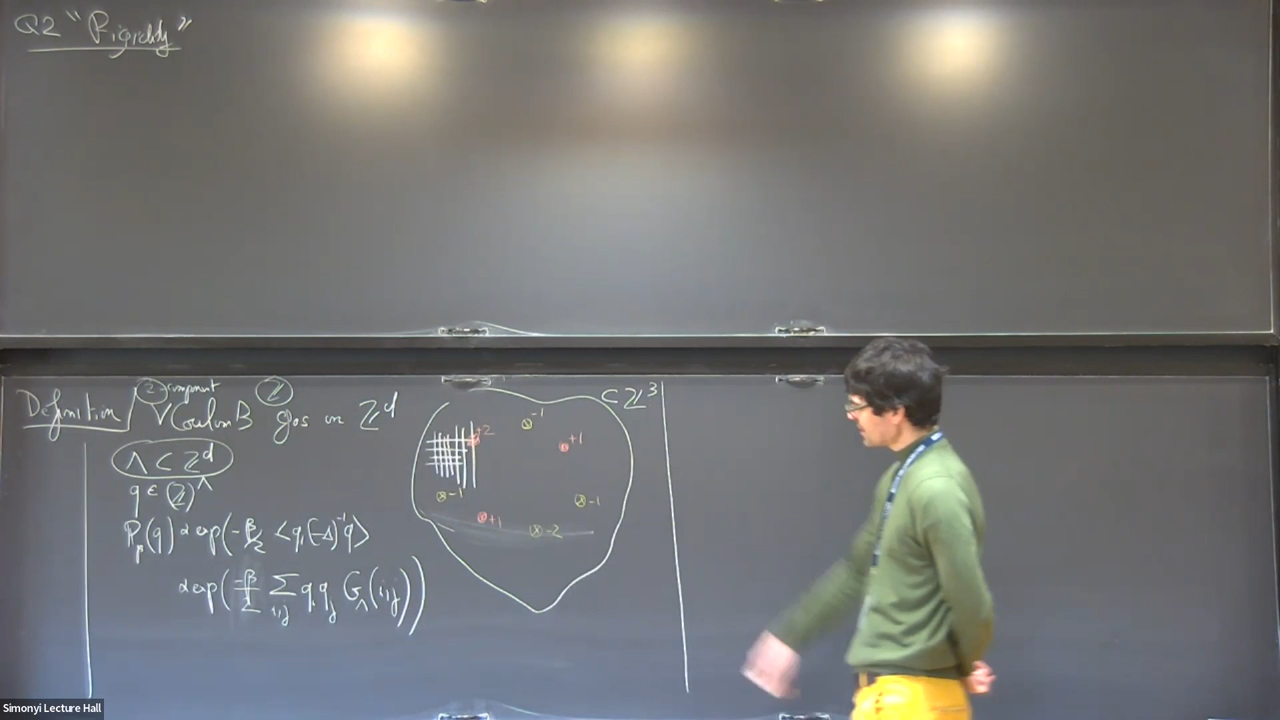 Q2 "Rigidity"
Definition / 2 component Coulomb gas on ℤ^d
ℤ
Λ ⊂ ℤ^d
q ∈ (ℤ)^Λ
P_β(q) ∝ exp(-β/2 <q, (-Δ)^{-1} q>
∝ exp(-β/2 Σ_{i,j} q_i q_j G_Λ(i,j))
⊂ ℤ^3
+2
-1
+1
-1
-1
+1
-2
Simonyi Lecture Hall